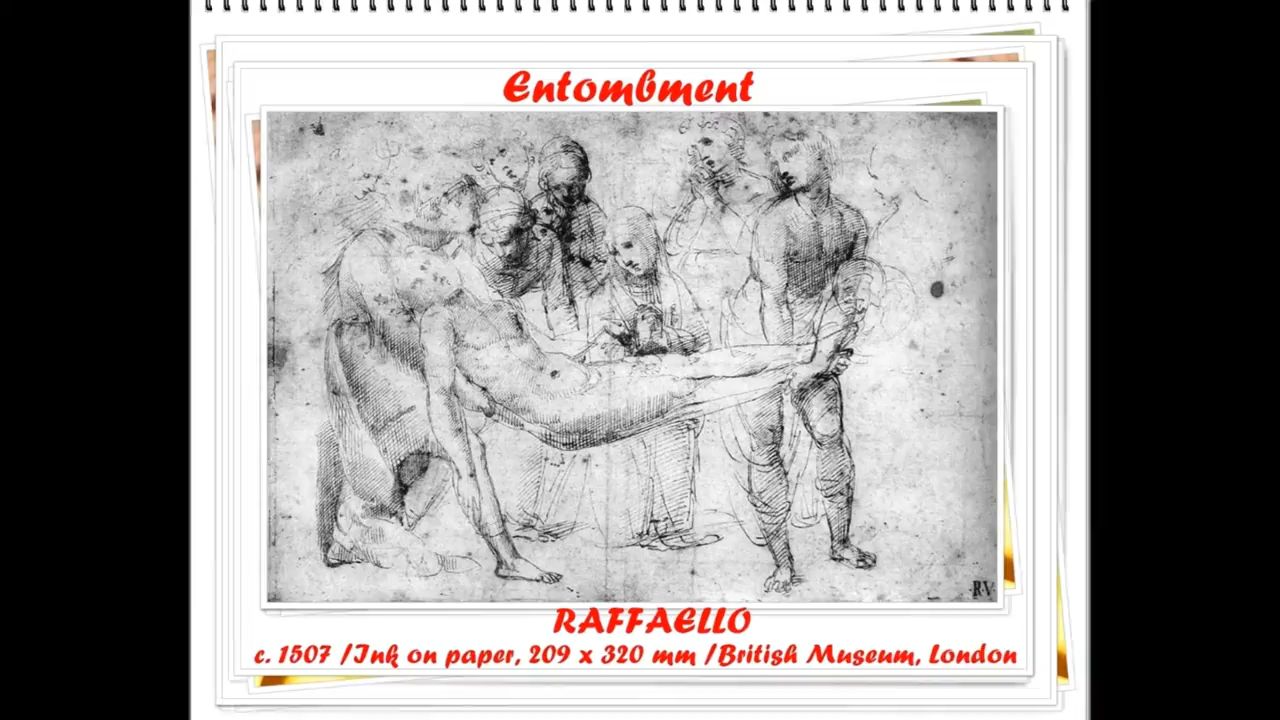 Entombment
R.V
RAFFAELLO
c. 1507 /Ink on paper, 209 x 320 mm /British Museum, London